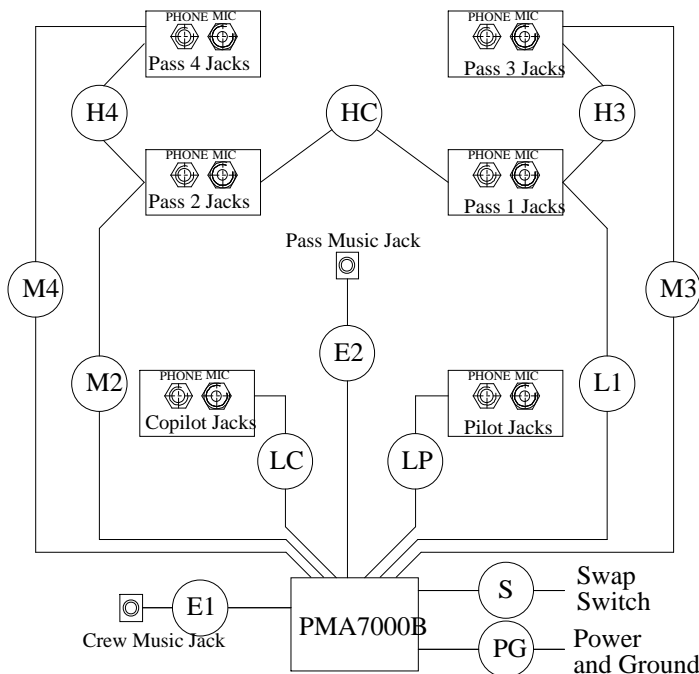 PHONE MIC
Pass 4 Jacks
PHONE MIC
Pass 3 Jacks
H4
HC
H3
PHONE MIC
Pass 2 Jacks
PHONE MIC
Pass 1 Jacks
Pass Music Jack
M4
M3
E2
M2
PHONE MIC
Copilot Jacks
PHONE MIC
Pilot Jacks
L1
LC
LP
E1
Crew Music Jack
PMA7000B
S
Swap
Switch
PG
Power
and Ground